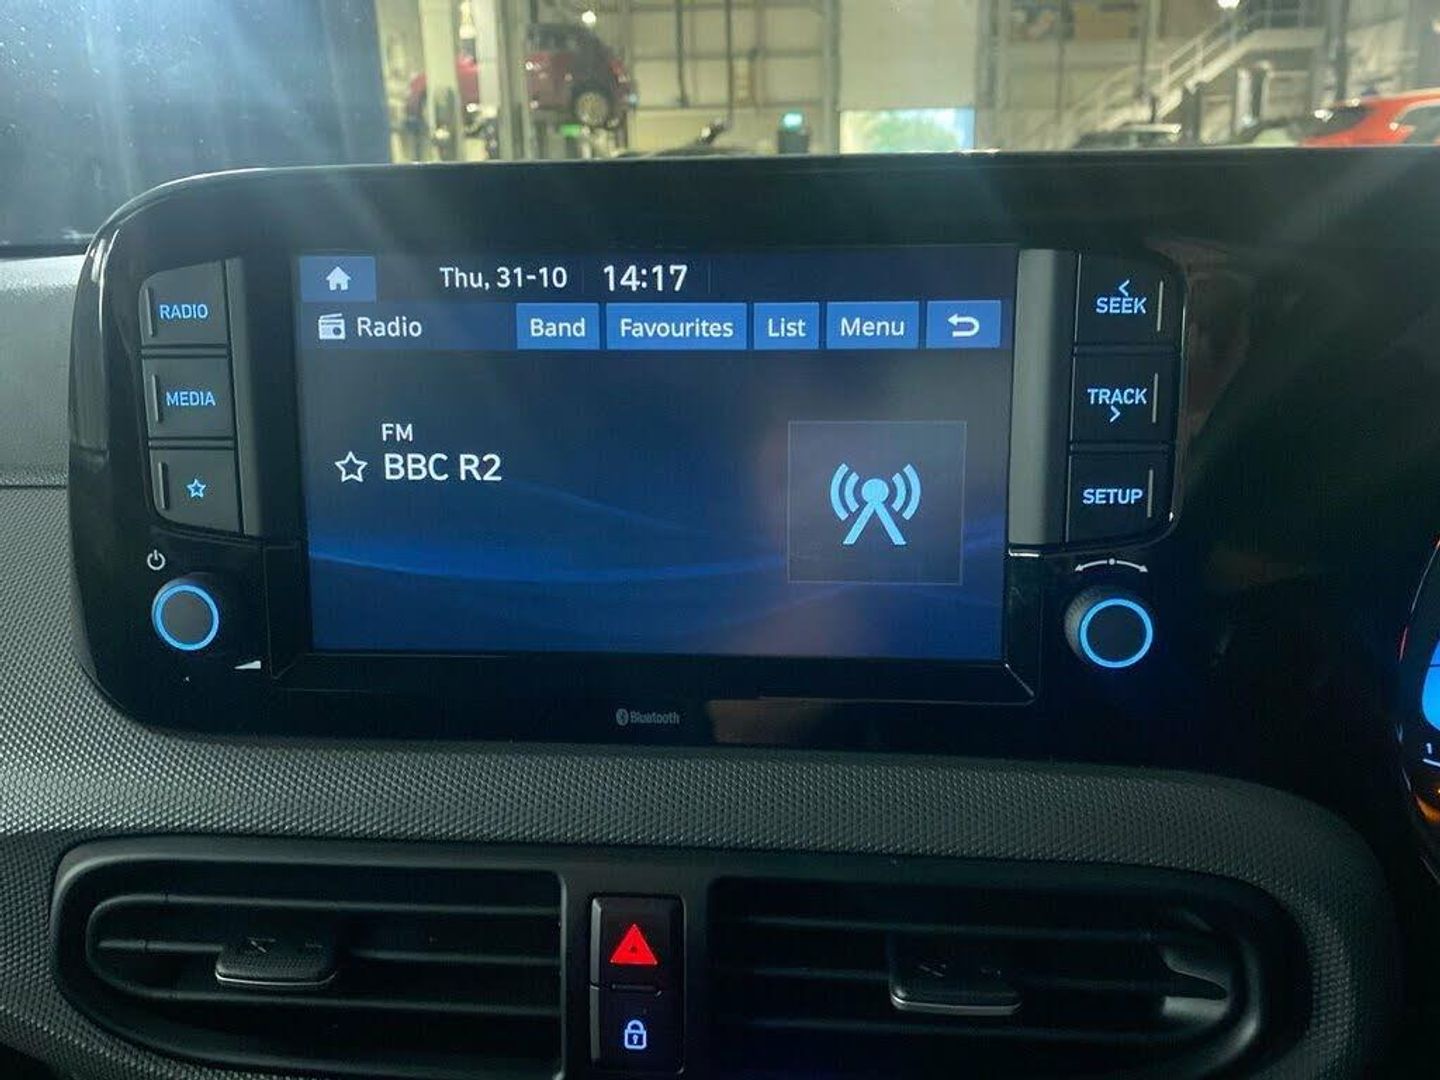 Thu, 31-10 14:17
Radio Band Favourites List Menu
FM
BBC R2
RADIO
MEDIA
SEEK
TRACK
SETUP
Bluetooth